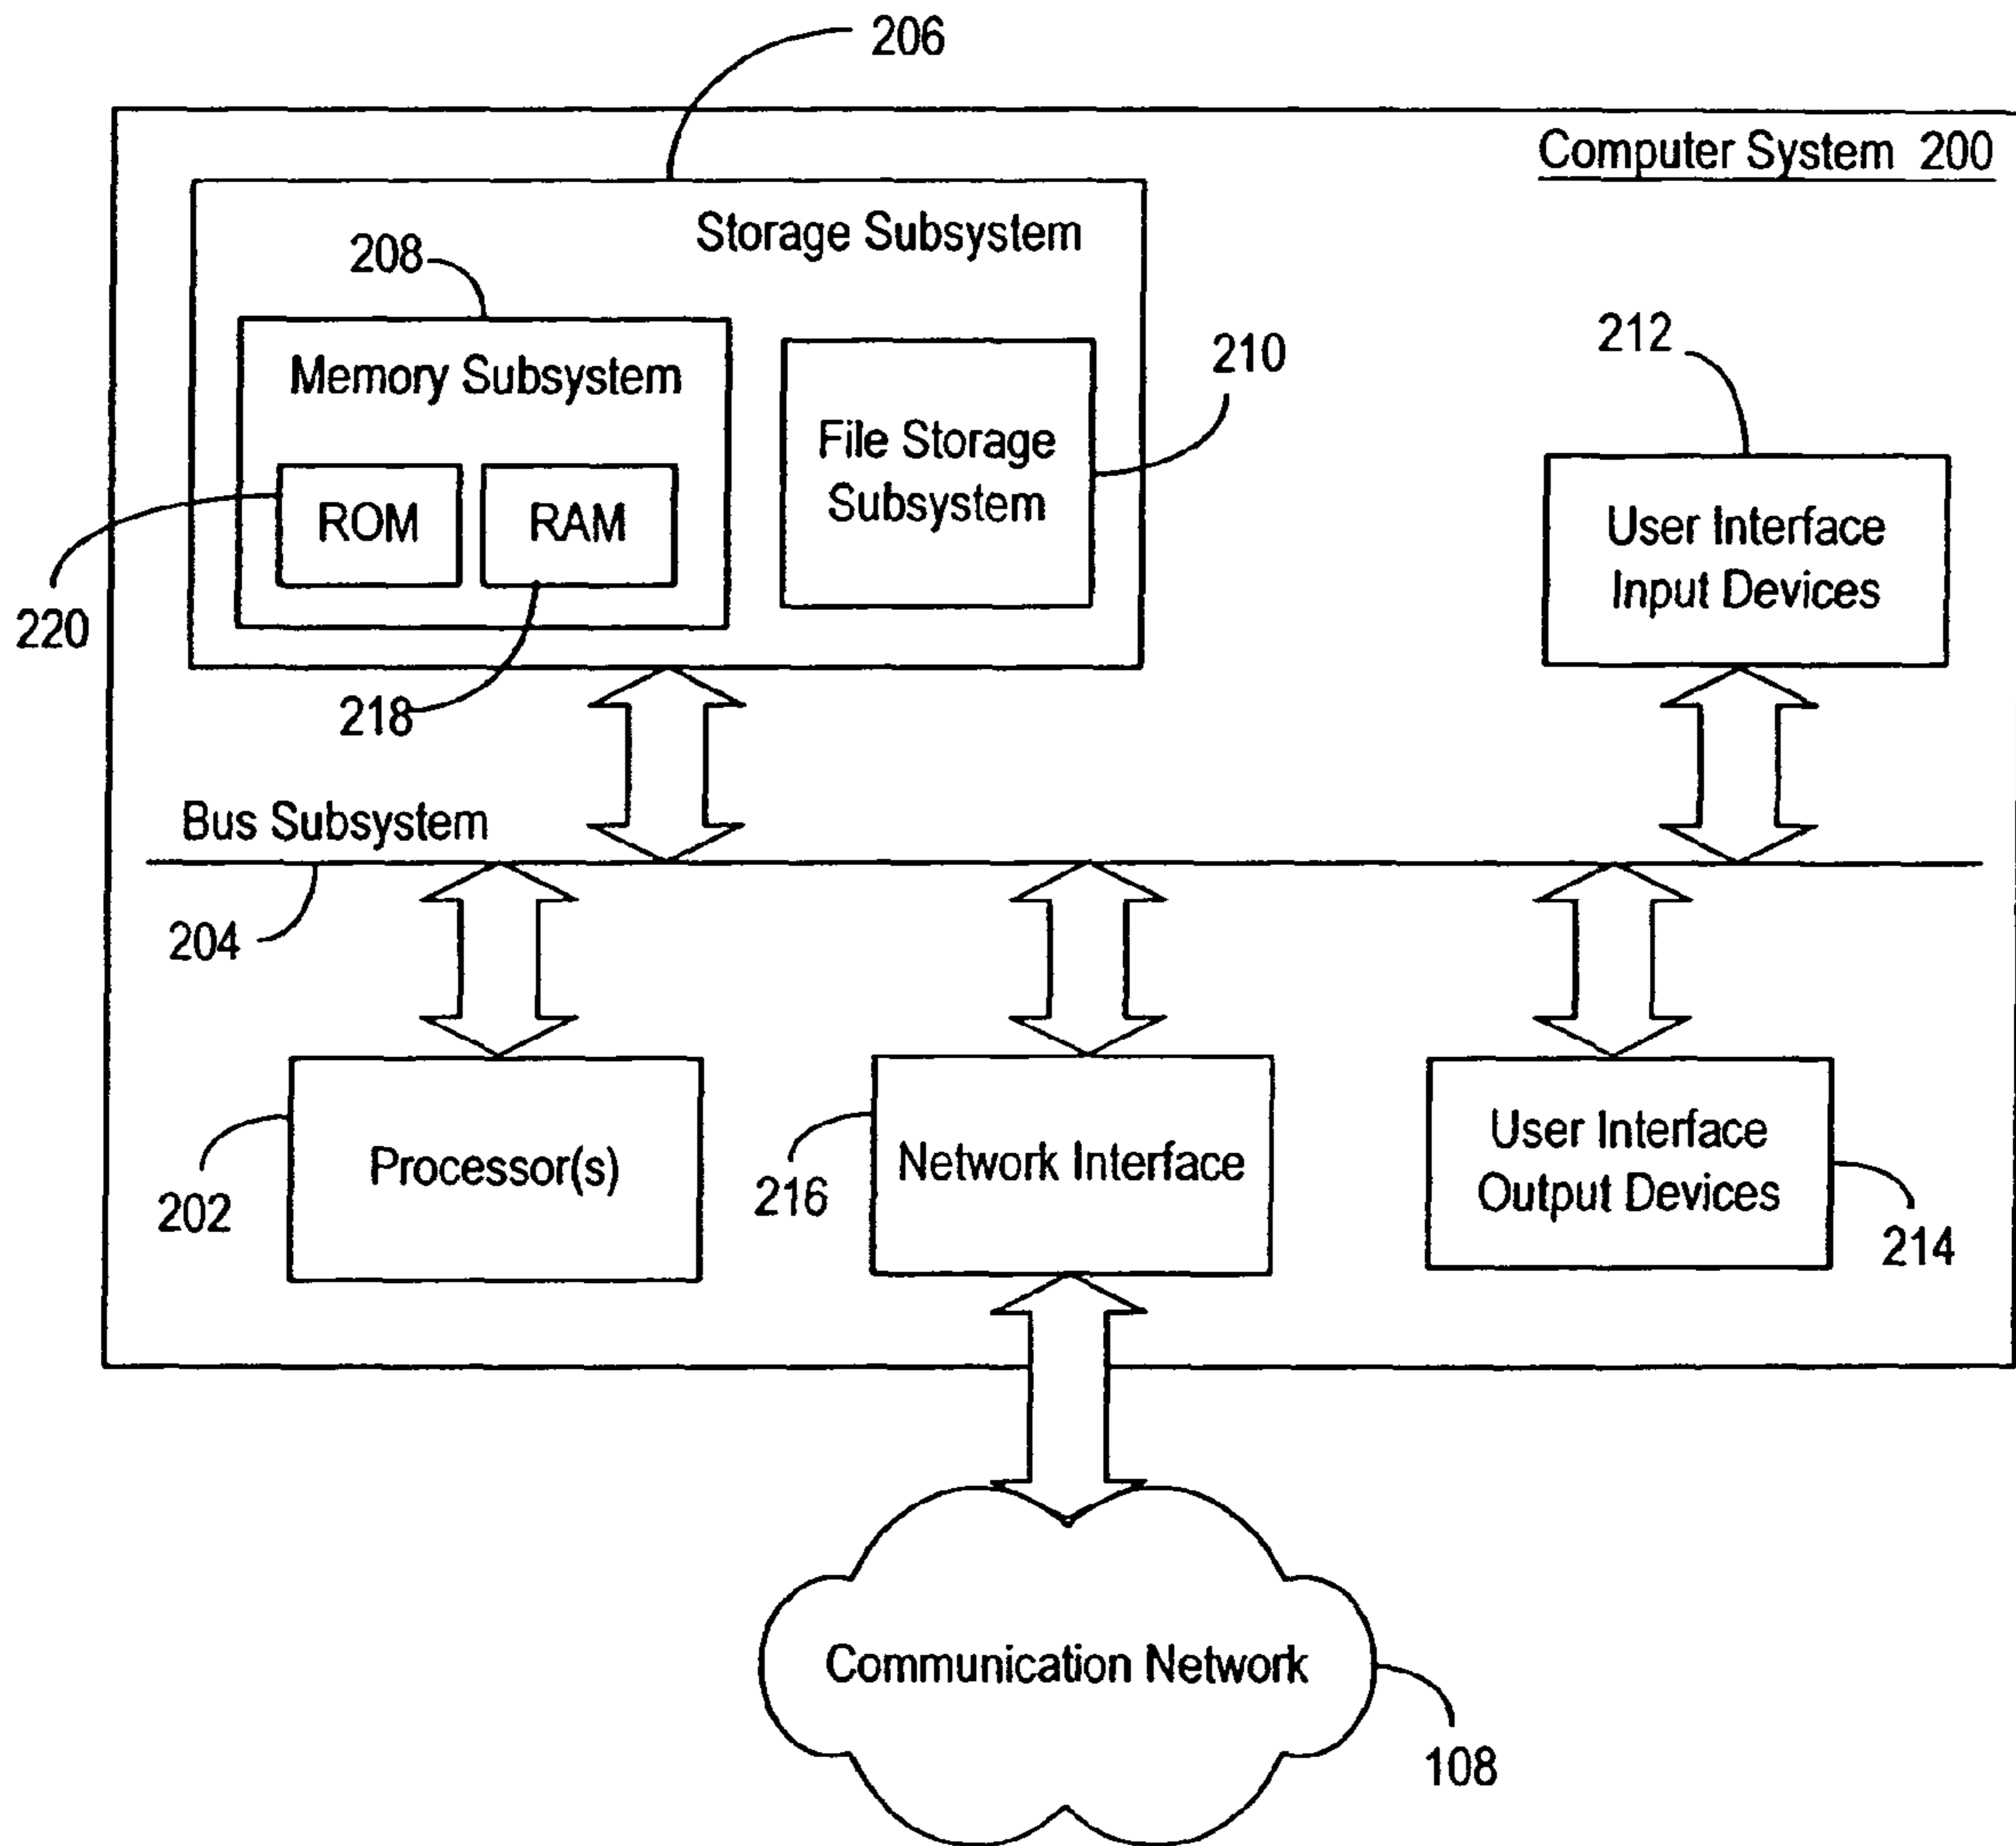 206
Computer System 200
Storage Subsystem
208
Memory Subsystem
210
212
File Storage
Subsystem
ROM
RAM
User Interface
Input Devices
220
218
Bus Subsystem
204
Processor(s)
202
Network Interface
216
User Interface
Output Devices
214
Communication Network
108